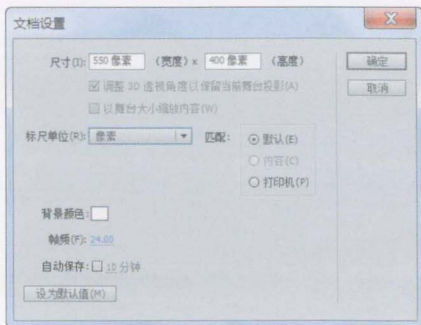 文档设置
尺寸(I): 550 像素 （宽度） x 400 像素 （高度） 确定
调整 3D 透视角度以保留当前舞台投影(A) 取消
以舞台大小缩放内容(W)
标尺单位(R): 像素 匹配: 默认(E)
内容(C)
打印机(P)
背景颜色:
帧频(F): 24.00
自动保存: 10 分钟
设为默认值(M)